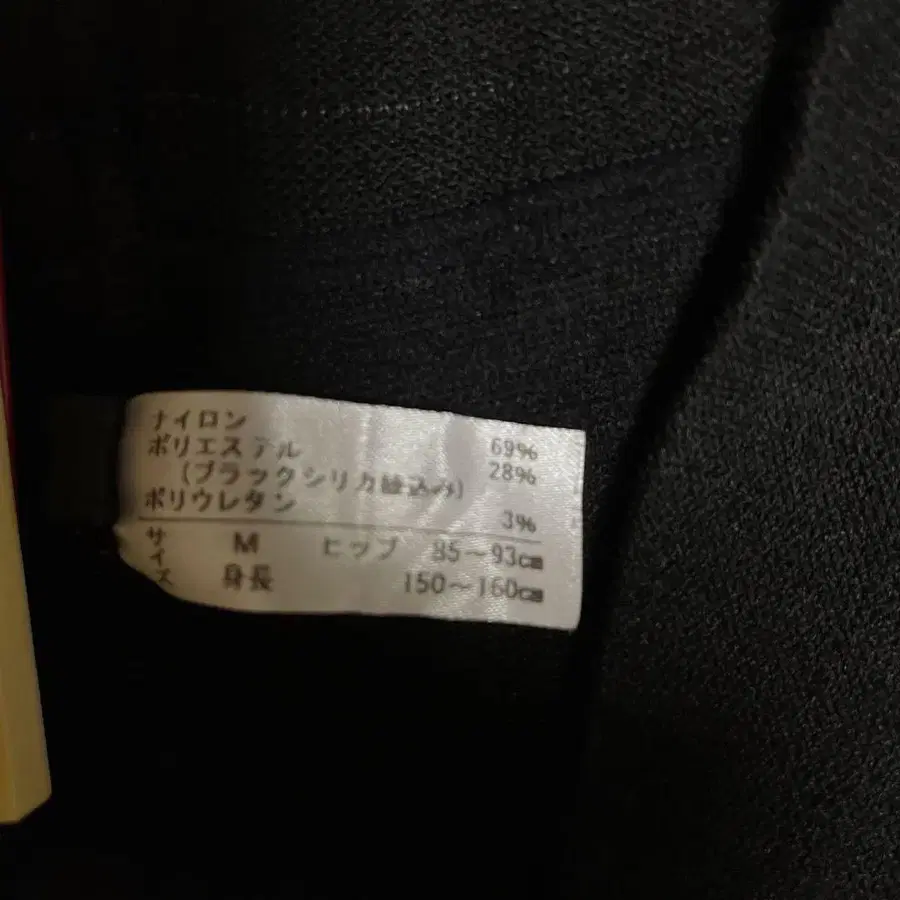 ナイロン 69%
ポリエステル 28%
(ブラックシリカ練込み)
ポリウレタン 3%
サイズ M ヒップ 85～93cm
身長 150～160cm